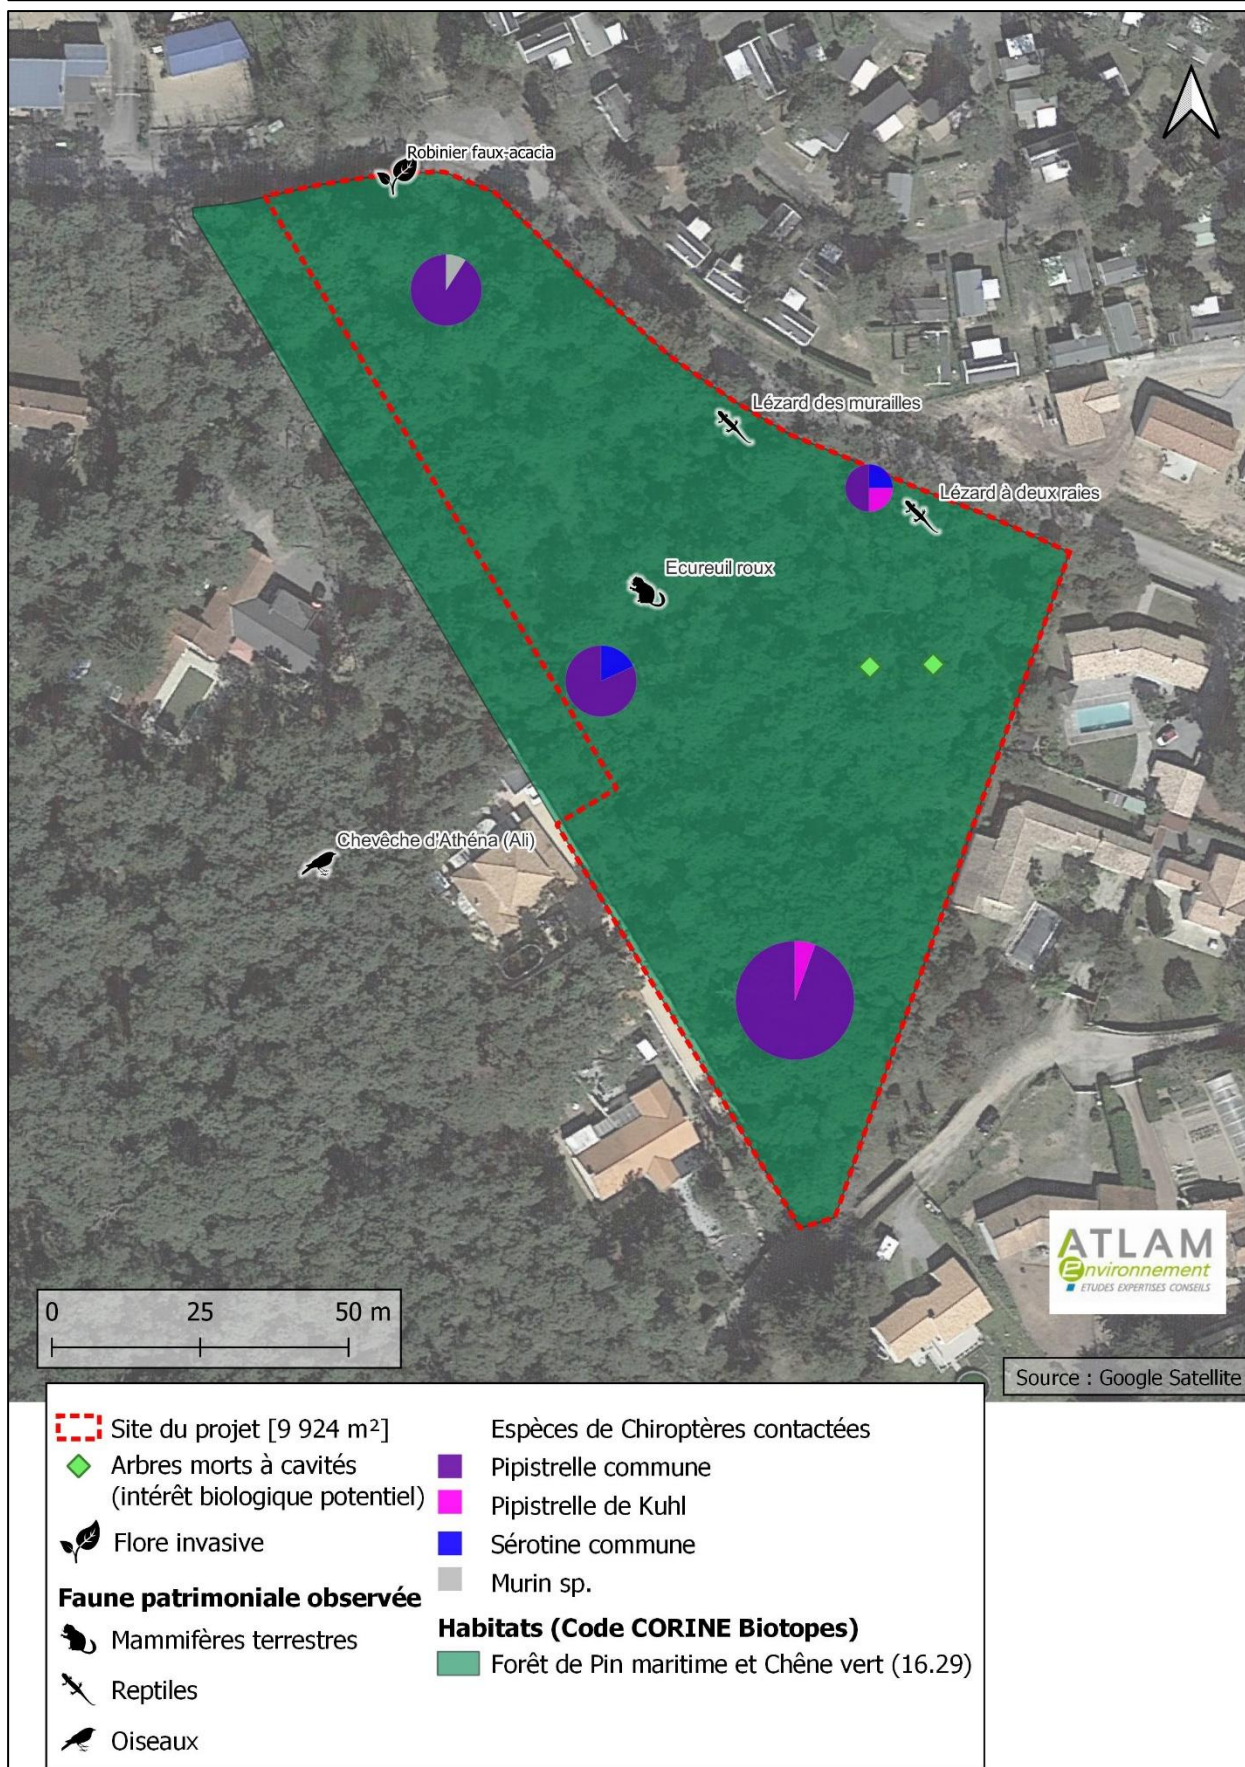 Robinier faux-acacia
Lézard des murailles
Lézard à deux raies
Ecureuil roux
Chevêche d'Athéna (Ali)
ATLAM
environnement
ETUDES EXPERTISES CONSEILS
0 25 50 m
Source : Google Satellite
Site du projet [9 924 m²]
Arbres morts à cavités
(intérêt biologique potentiel)
Flore invasive
Faune patrimoniale observée
Mammifères terrestres
Reptiles
Oiseaux
Espèces de Chiroptères contactées
Pipistrelle commune
Pipistrelle de Kuhl
Sérotine commune
Murin sp.
Habitats (Code CORINE Biotopes)
Forêt de Pin maritime et Chêne vert (16.29)